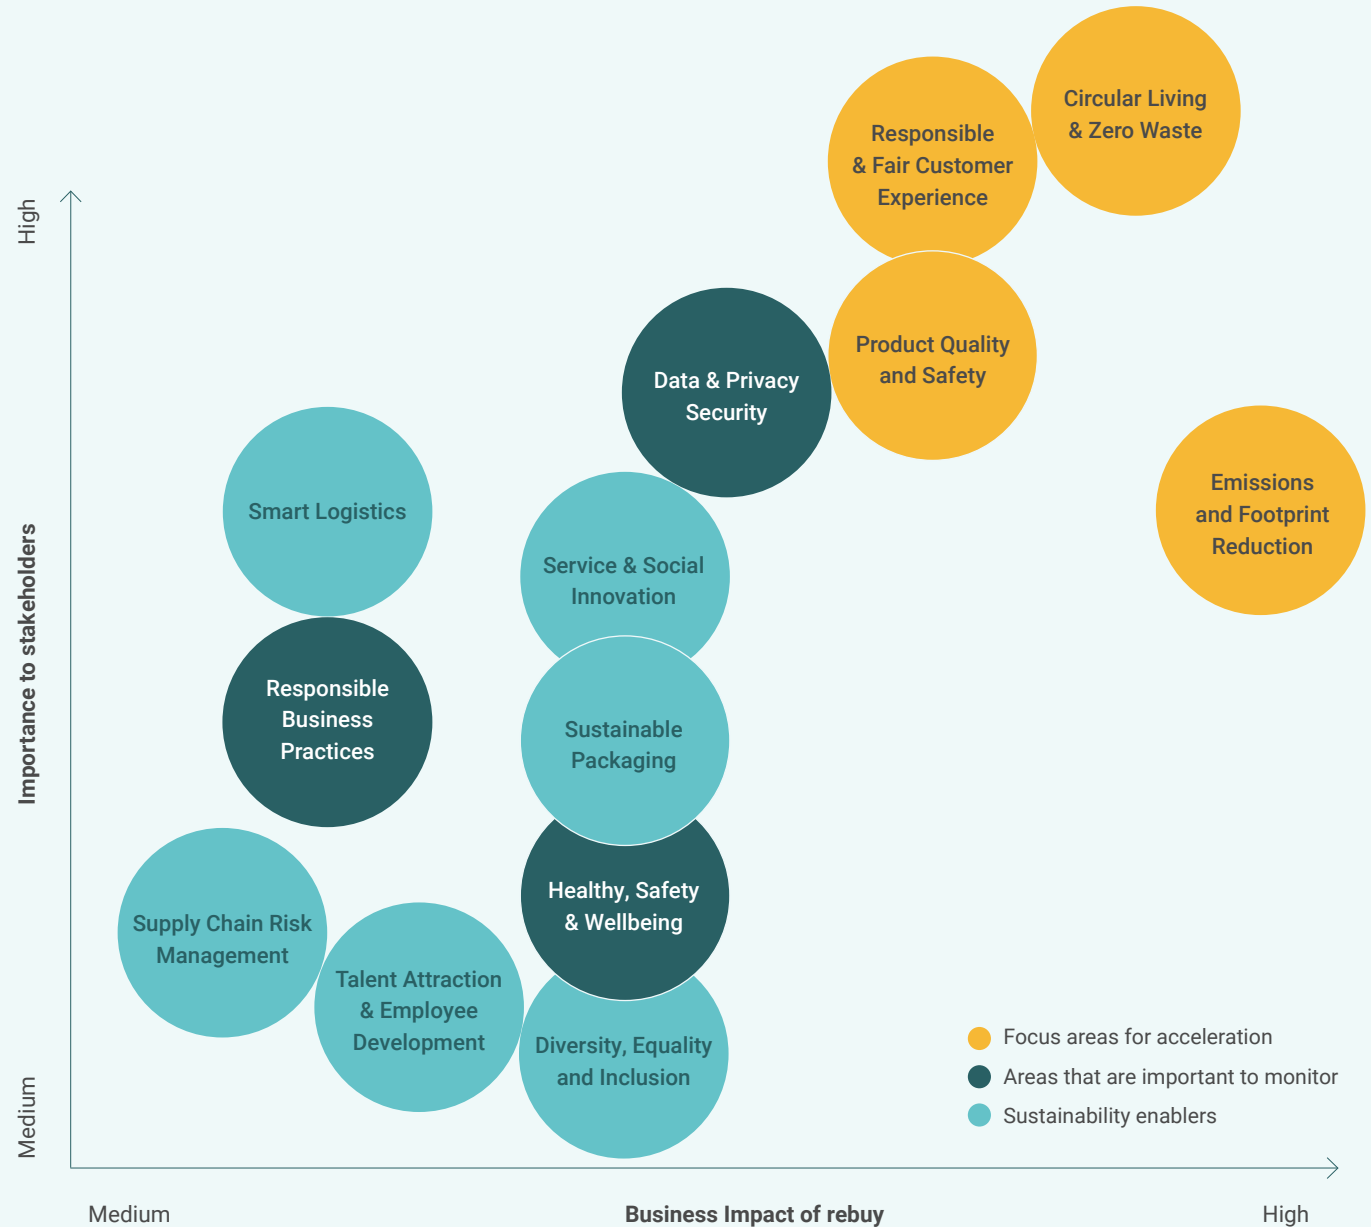 Circular Living
& Zero Waste
Responsible
& Fair Customer
Experience
High
Product Quality
and Safety
Data & Privacy
Security
Emissions
and Footprint
Reduction
Smart Logistics
Service & Social
Innovation
Importance to stakeholders
Responsible
Business
Practices
Sustainable
Packaging
Healthy, Safety
& Wellbeing
Supply Chain Risk
Management
Talent Attraction
& Employee
Development
Diversity, Equality
and Inclusion
Focus areas for acceleration
Areas that are important to monitor
Sustainability enablers
Medium
Medium
Business Impact of rebuy
High